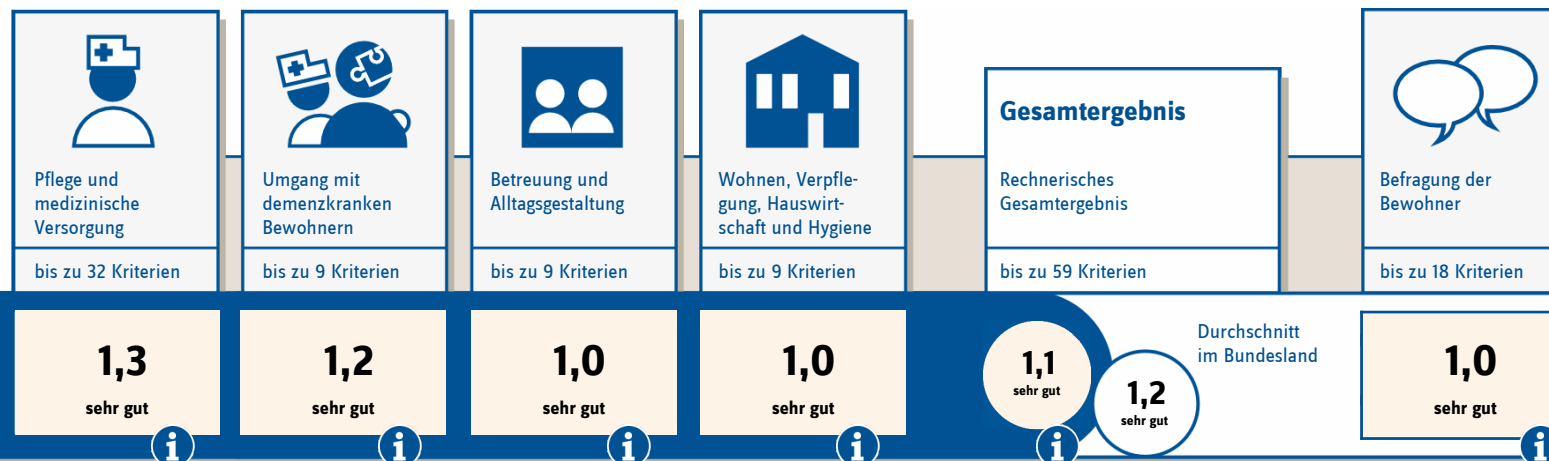 Pflege und
medizinische
Versorgung
bis zu 32 Kriterien
1,3
sehr gut
Umgang mit
demenzkranken
Bewohnern
bis zu 9 Kriterien
1,2
sehr gut
Betreuung und
Alltagsgestaltung
bis zu 9 Kriterien
1,0
sehr gut
Wohnen, Verpfle-
gung, Hauswirt-
schaft und Hygiene
bis zu 9 Kriterien
1,0
sehr gut
Gesamtergebnis
Rechnerisches
Gesamtergebnis
bis zu 59 Kriterien
1,1
sehr gut
1,2
sehr gut
Durchschnitt
im Bundesland
Befragung der
Bewohner
bis zu 18 Kriterien
1,0
sehr gut